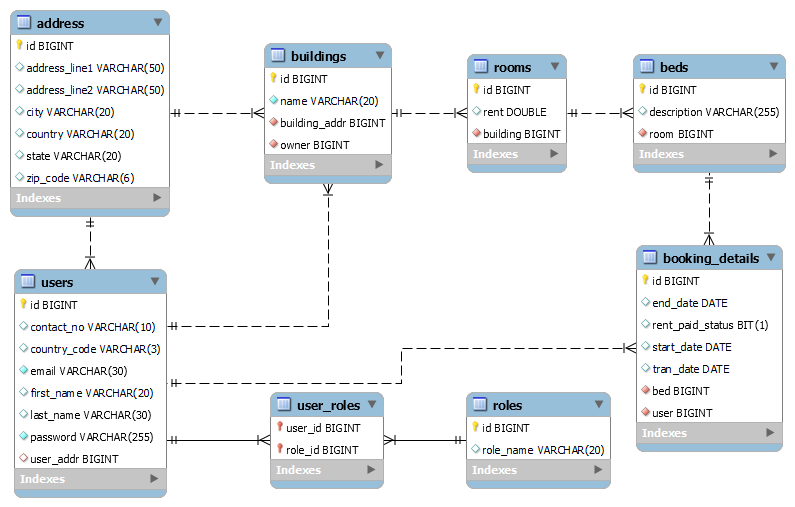 address
id BIGINT
address_line1 VARCHAR(50)
address_line2 VARCHAR(50)
city VARCHAR(20)
country VARCHAR(20)
state VARCHAR(20)
zip_code VARCHAR(6)
Indexes
buildings
id BIGINT
name VARCHAR(20)
building_addr BIGINT
owner BIGINT
Indexes
rooms
id BIGINT
rent DOUBLE
building BIGINT
Indexes
beds
id BIGINT
description VARCHAR(255)
room BIGINT
Indexes
users
id BIGINT
contact_no VARCHAR(10)
country_code VARCHAR(3)
email VARCHAR(30)
first_name VARCHAR(20)
last_name VARCHAR(30)
password VARCHAR(255)
user_addr BIGINT
Indexes
user_roles
user_id BIGINT
role_id BIGINT
Indexes
roles
id BIGINT
role_name VARCHAR(20)
Indexes
booking_details
id BIGINT
end_date DATE
rent_paid_status BIT(1)
start_date DATE
tran_date DATE
bed BIGINT
user BIGINT
Indexes